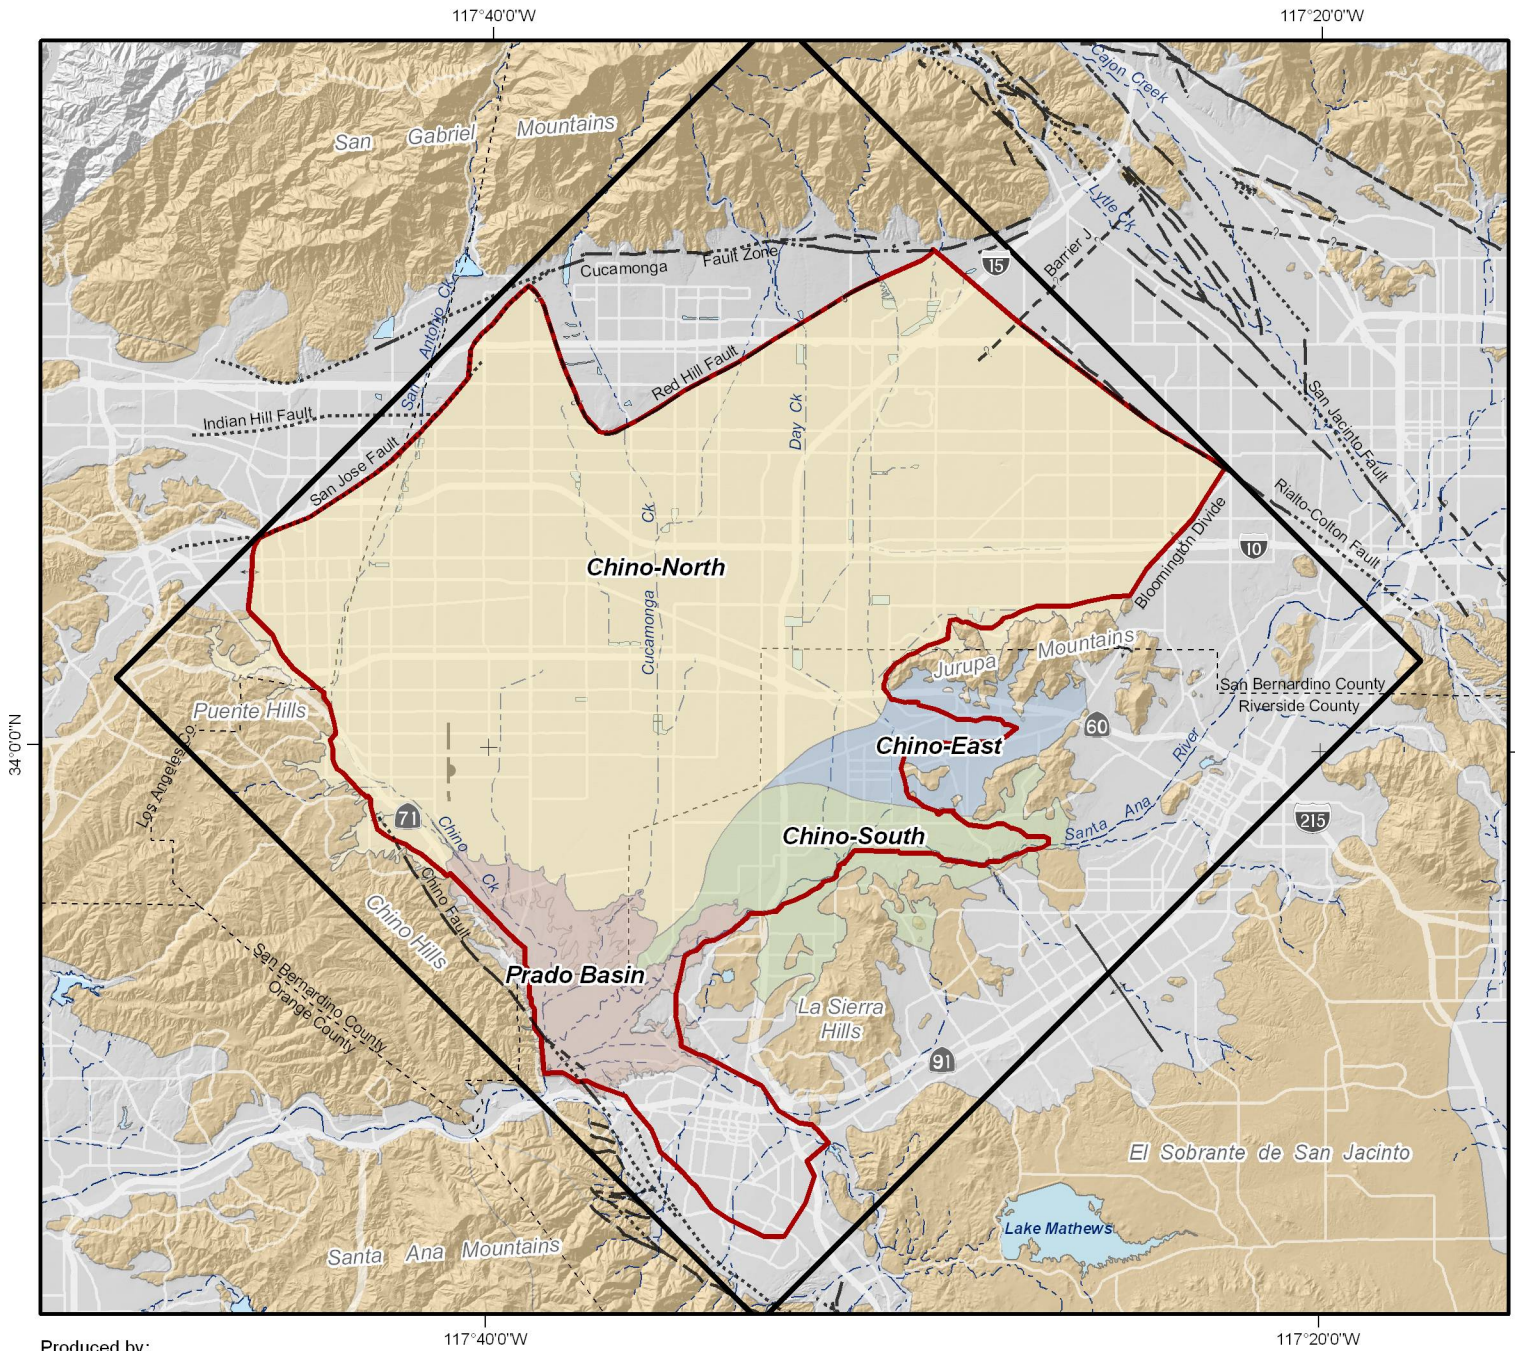 117°40'0"W
117°20'0"W
Cajon Creek
San Gabriel Mountains
Lytle Ck
Barrier J
15
Cucamonga Fault Zone
San Antonio Ck
Red Hill Fault
Day Ck
Indian Hill Fault
San Jose Fault
San Jacinto Fault
Rialto-Colton Fault
Bloomington Divide
10
Chino-North
Cucamonga Ck
Jurupa Mountains
San Bernardino County
Riverside County
Puente Hills
60
Chino-East
34°0'0"N
River
Los Angeles Co
71
Chino-South
Santa Ana
215
Chino Ck
Chino Fault
Chino Hills
San Bernardino County
Orange County
Prado Basin
La Sierra
Hills
91
El Sobrante de San Jacinto
Lake Mathews
Santa Ana Mountains
?
?
?
?
?
?
117°40'0"W
117°20'0"W
Produced by: